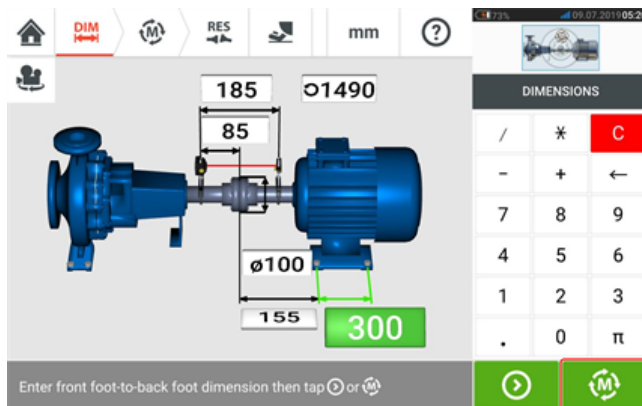 DIM
M
RES
mm
?
73%
09.07.2019 05:29
185
1490
85
DIMENSIONS
/ * C
- + ←
7 8 9
4 5 6
1 2 3
. 0 π
ø100
155
300
Enter front foot-to-back foot dimension then tap or M
M